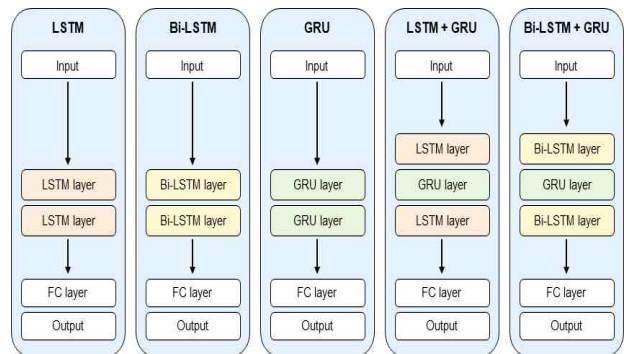 LSTM
Input
LSTM layer
LSTM layer
FC layer
Output
Bi-LSTM
Input
Bi-LSTM layer
Bi-LSTM layer
FC layer
Output
GRU
Input
GRU layer
GRU layer
FC layer
Output
LSTM + GRU
Input
LSTM layer
GRU layer
LSTM layer
FC layer
Output
Bi-LSTM + GRU
Input
Bi-LSTM layer
GRU layer
Bi-LSTM layer
FC layer
Output